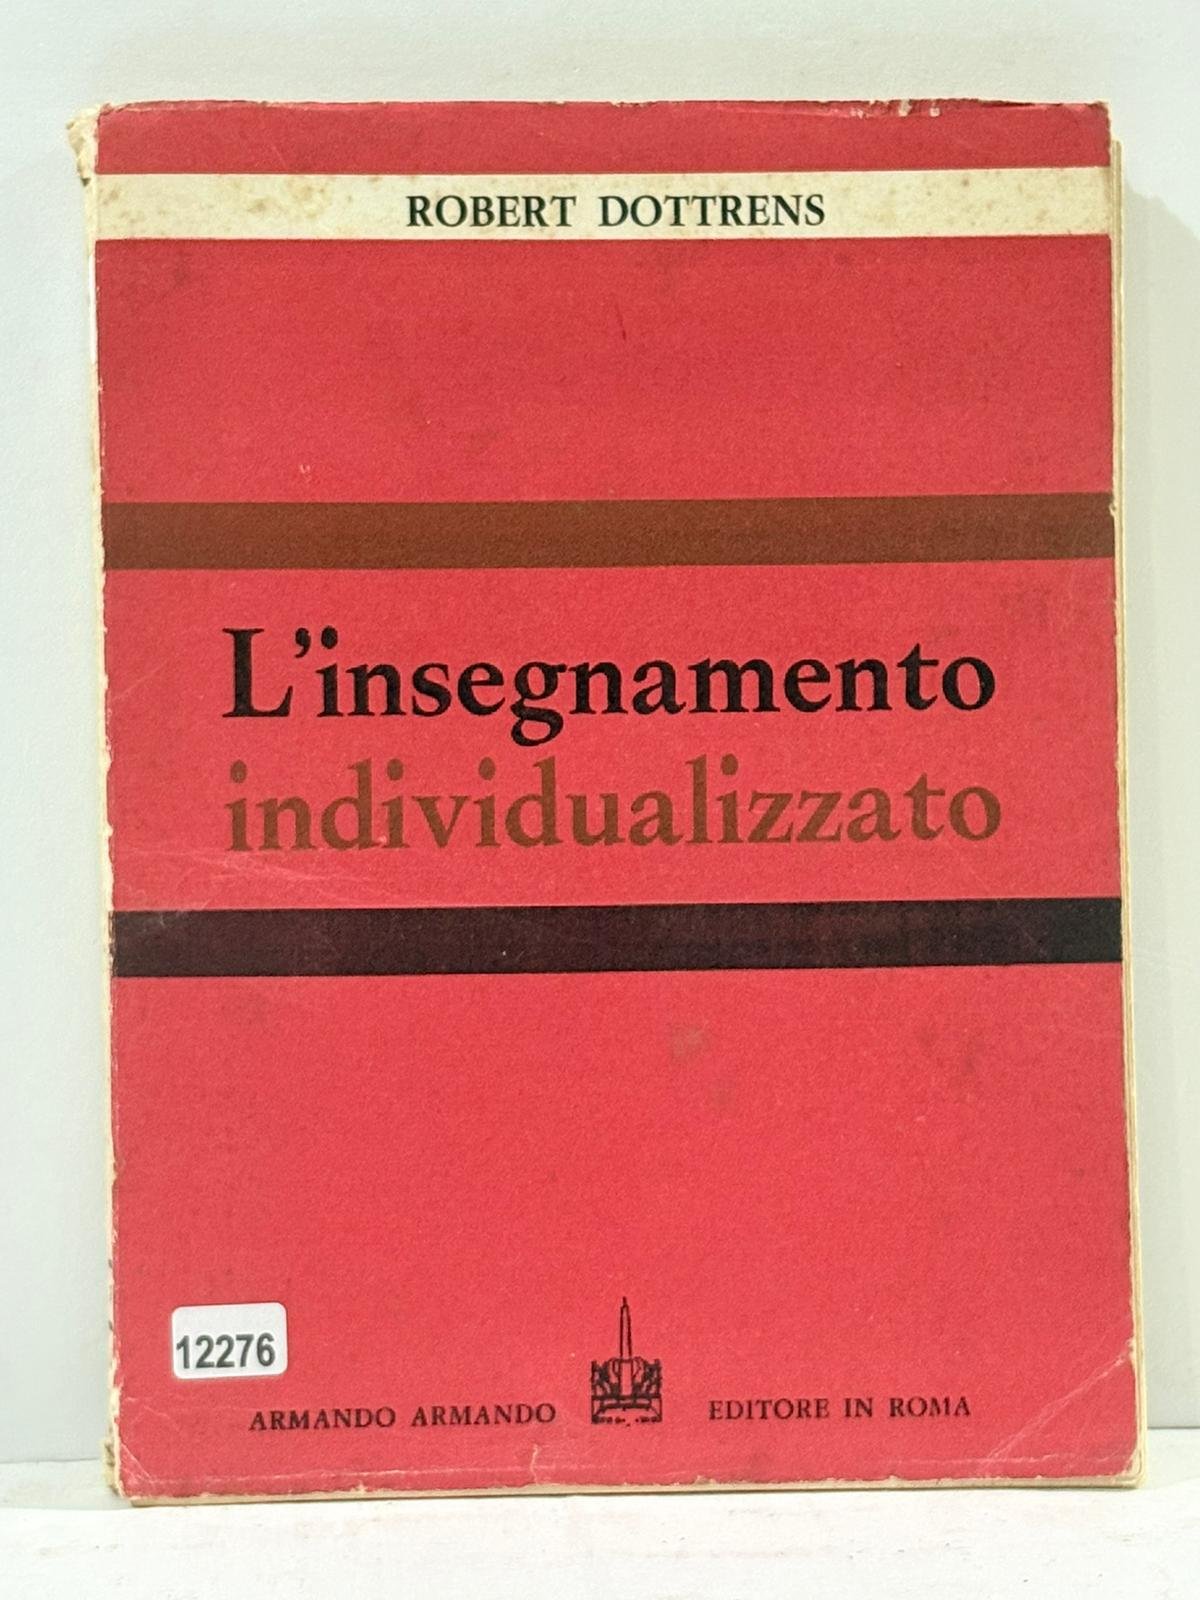 ROBERT DOTTRENS
L'insegnamento
individualizzato
12276
ARMANDO ARMANDO EDITORE IN ROMA